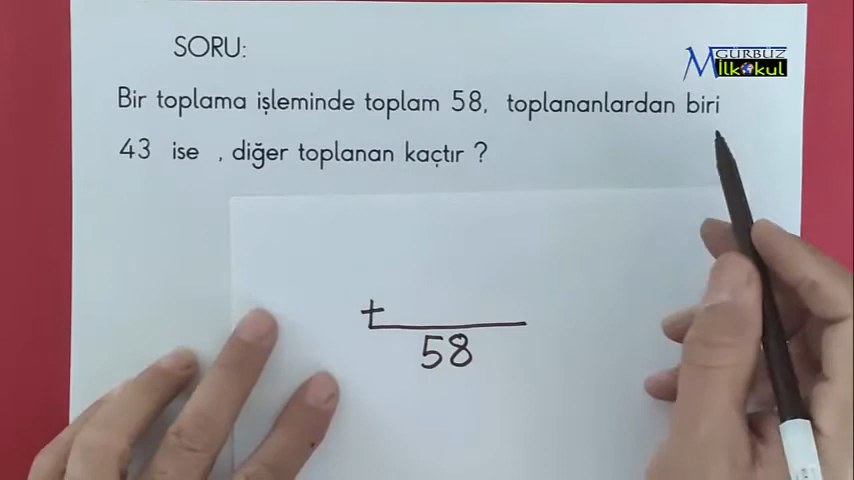 SORU:
GÜRBÜZ
İlkokul
Bir toplama işleminde toplam 58, toplananlardan biri
43 ise , diğer toplanan kaçtır ?
+
58